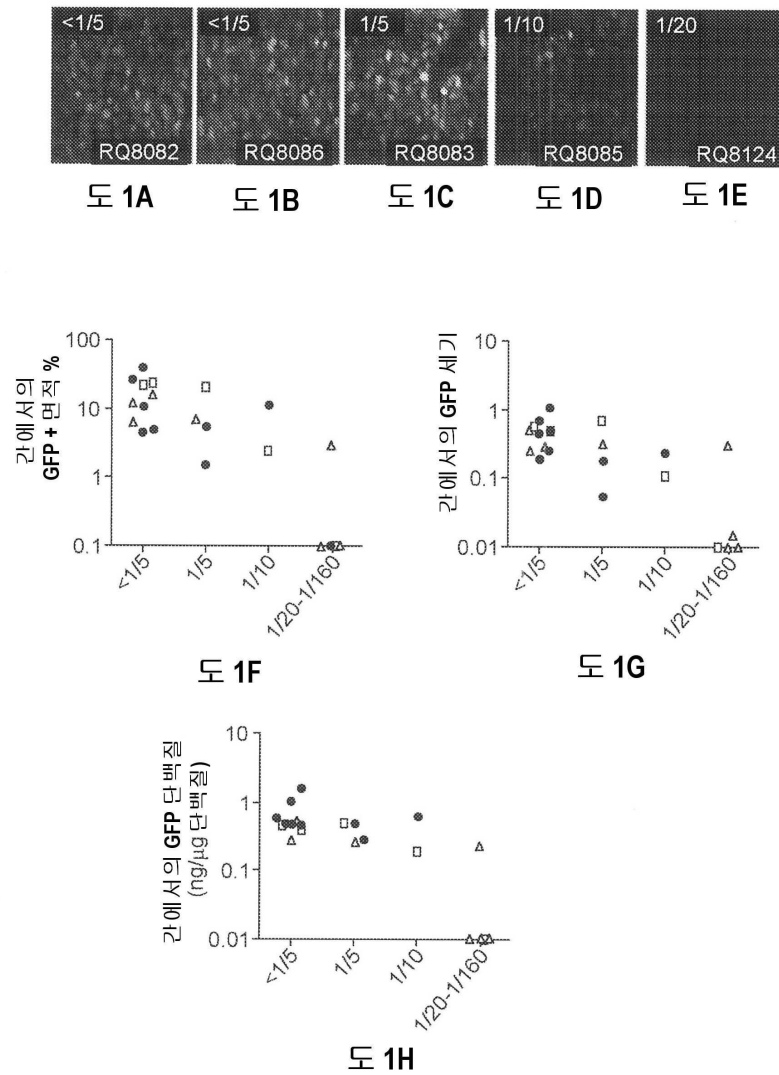 <1/5
<1/5
1/5
1/10
1/20
RQ8082
RQ8086
RQ8083
RQ8085
RQ8124
도 1A
도 1B
도 1C
도 1D
도 1E
간에서의
GFP + 면적 %
100
10
1
0.1
<1/5
1/5
1/10
1/20-1/160
도 1F
간에서의 GFP 세기
10
1
0.1
0.01
<1/5
1/5
1/10
1/20-1/160
도 1G
간에서의 GFP 단백질
(ng/µg 단백질)
10
1
0.1
0.01
<1/5
1/5
1/10
1/20-1/160
도 1H